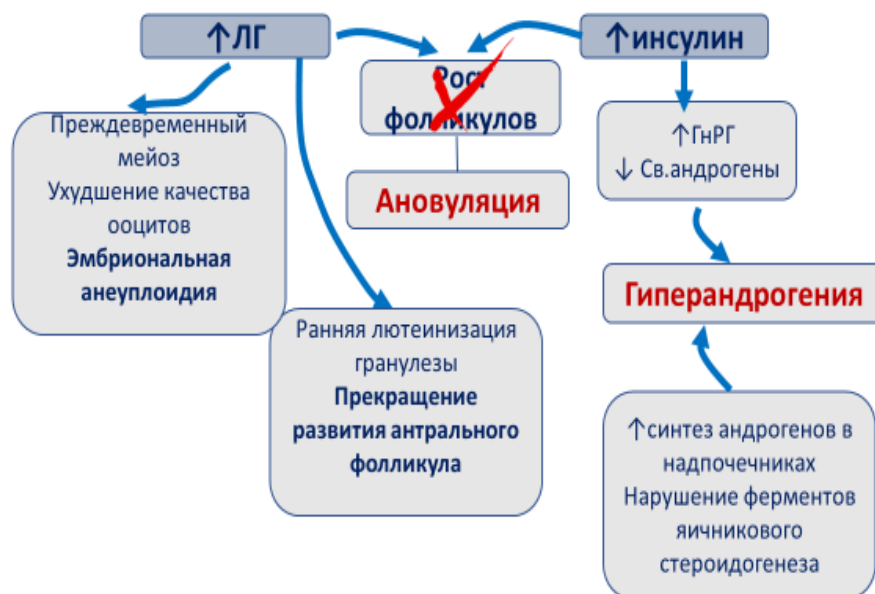 ↑ЛГ
↑инсулин
Рост
фолликулов
Ановуляция
Преждевременный
мейоз
Ухудшение качества
ооцитов
Эмбриональная
анеуплоидия
↑ГнРГ
↓ Св.андрогены
Гиперандрогения
Ранняя лютеинизация
гранулезы
Прекращение
развития антрального
фолликула
↑синтез андрогенов в
надпочечниках
Нарушение ферментов
яичникового
стероидогенеза